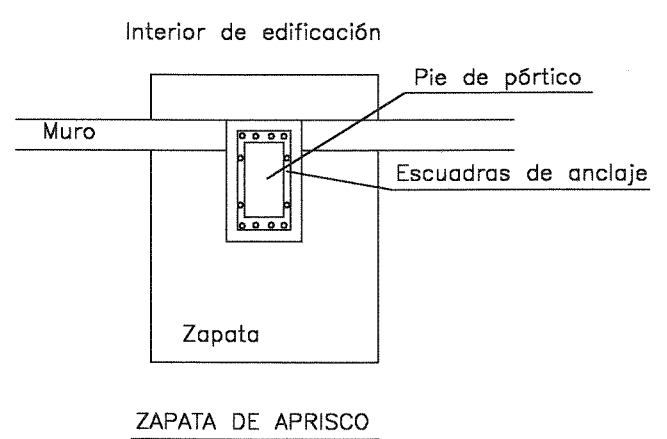 Interior de edificación
Pie de pórtico
Muro
Escuadras de anclaje
Zapata
ZAPATA DE APRISCO